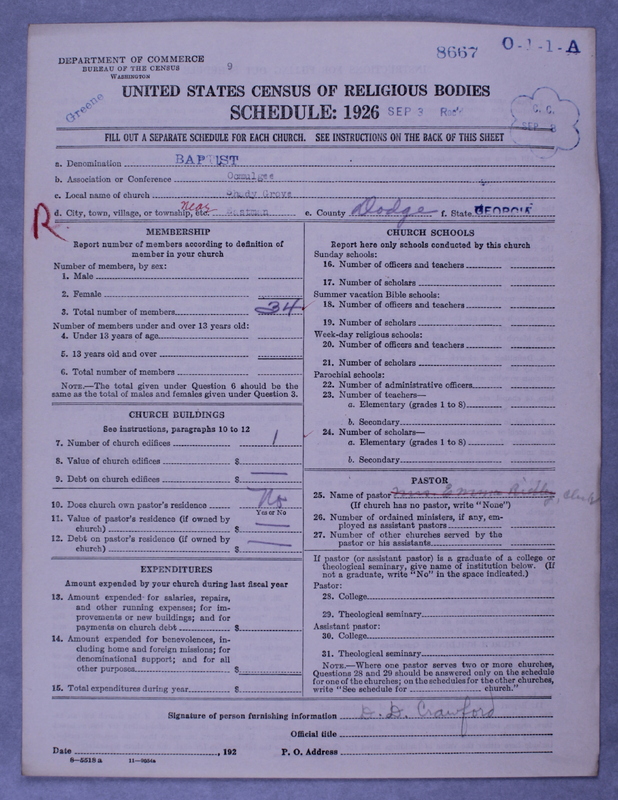 8667 O-1-1-A
DEPARTMENT OF COMMERCE
BUREAU OF THE CENSUS
WASHINGTON
9
Greene
UNITED STATES CENSUS OF RELIGIOUS BODIES
SCHEDULE: 1926 SEP 9 Rec'd
C. C.
SEP 8
FILL OUT A SEPARATE SCHEDULE FOR EACH CHURCH. SEE INSTRUCTIONS ON THE BACK OF THIS SHEET
a. Denomination BAPTIST
b. Association or Conference Ocmulgee
c. Local name of church Shady Grove
d. City, town, village, or township, etc. near Eastman e. County Dodge f. State GEORGIA
R
MEMBERSHIP
Report number of members according to definition of
member in your church
Number of members, by sex:
1. Male
2. Female
3. Total number of members 34
Number of members under and over 13 years old:
4. Under 13 years of age
5. 13 years old and over
6. Total number of members
NOTE.—The total given under Question 6 should be the
same as the total of males and females given under Question 3.
CHURCH BUILDINGS
See instructions, paragraphs 10 to 12
7. Number of church edifices 1
8. Value of church edifices $
9. Debt on church edifices $
10. Does church own pastor's residence No
Yes or No
11. Value of pastor's residence (if owned by
church) $
12. Debt on pastor's residence (if owned by
church) $
EXPENDITURES
Amount expended by your church during last fiscal year
13. Amount expended for salaries, repairs,
and other running expenses; for im-
provements or new buildings; and for
payments on church debt $
14. Amount expended for benevolences, in-
cluding home and foreign missions; for
denominational support; and for all
other purposes $
15. Total expenditures during year $
CHURCH SCHOOLS
Report here only schools conducted by this church
Sunday schools:
16. Number of officers and teachers
17. Number of scholars
Summer vacation Bible schools:
18. Number of officers and teachers
19. Number of scholars
Week-day religious schools:
20. Number of officers and teachers
21. Number of scholars
Parochial schools:
22. Number of administrative officers
23. Number of teachers—
a. Elementary (grades 1 to 8)
b. Secondary
24. Number of scholars—
a. Elementary (grades 1 to 8)
b. Secondary
PASTOR
25. Name of pastor Mrs. Emma Ridley, Clerk
(If church has no pastor, write "None")
26. Number of ordained ministers, if any, em-
ployed as assistant pastors
27. Number of other churches served by the
pastor or his assistants
If pastor (or assistant pastor) is a graduate of a college or
theological seminary, give name of institution below. (If
not a graduate, write "No" in the space indicated.)
Pastor:
28. College
29. Theological seminary
Assistant pastor:
30. College
31. Theological seminary
NOTE.—Where one pastor serves two or more churches,
Questions 28 and 29 should be answered only on the schedule
for one of the churches; on the schedules for the other churches,
write "See schedule for church."
Signature of person furnishing information D. D. Crawford
Official title
Date , 192 P. O. Address
8—5518 a 11—9334a